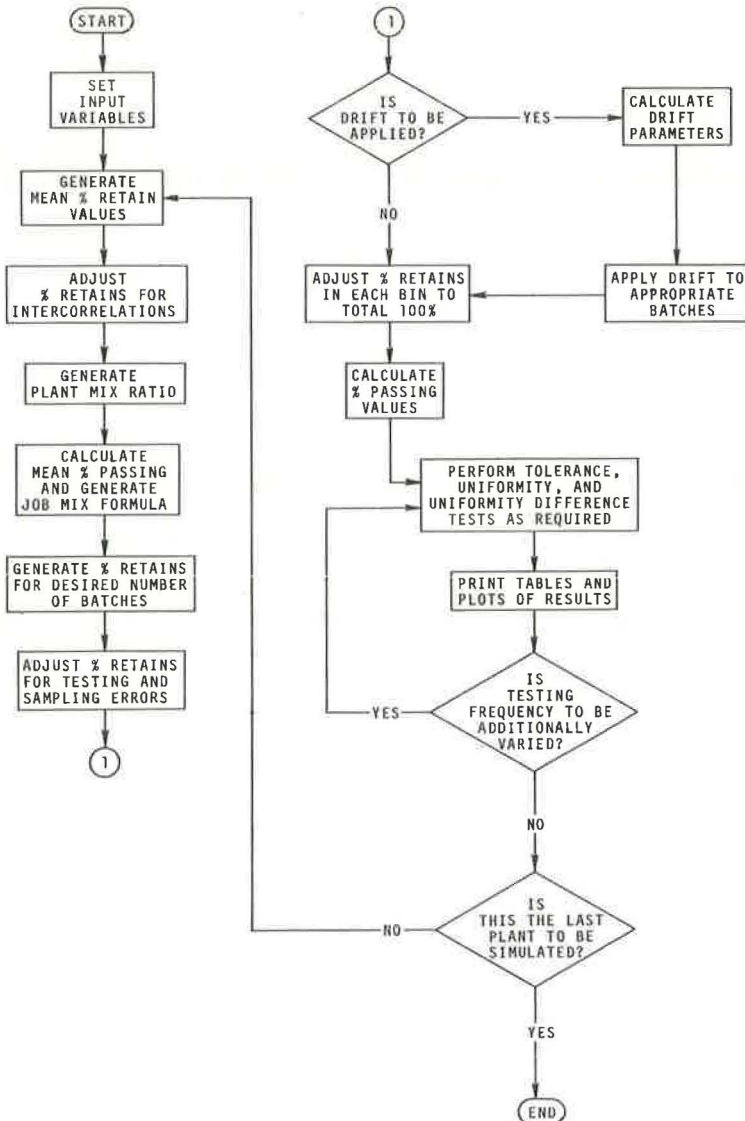 START
SET
INPUT
VARIABLES
GENERATE
MEAN % RETAIN
VALUES
ADJUST
% RETAINS FOR
INTERCORRELATIONS
GENERATE
PLANT MIX RATIO
CALCULATE
MEAN % PASSING
AND GENERATE
JOB MIX FORMULA
GENERATE % RETAINS
FOR DESIRED NUMBER
OF BATCHES
ADJUST % RETAINS
FOR TESTING AND
SAMPLING ERRORS
1
1
IS
DRIFT TO BE
APPLIED?
YES
CALCULATE
DRIFT
PARAMETERS
NO
APPLY DRIFT TO
APPROPRIATE
BATCHES
ADJUST % RETAINS
IN EACH BIN TO
TOTAL 100%
CALCULATE
% PASSING
VALUES
PERFORM TOLERANCE,
UNIFORMITY, AND
UNIFORMITY DIFFERENCE
TESTS AS REQUIRED
PRINT TABLES AND
PLOTS OF RESULTS
IS
TESTING
FREQUENCY TO BE
ADDITIONALLY
VARIED?
YES
NO
IS
THIS THE LAST
PLANT TO BE
SIMULATED?
NO
YES
END